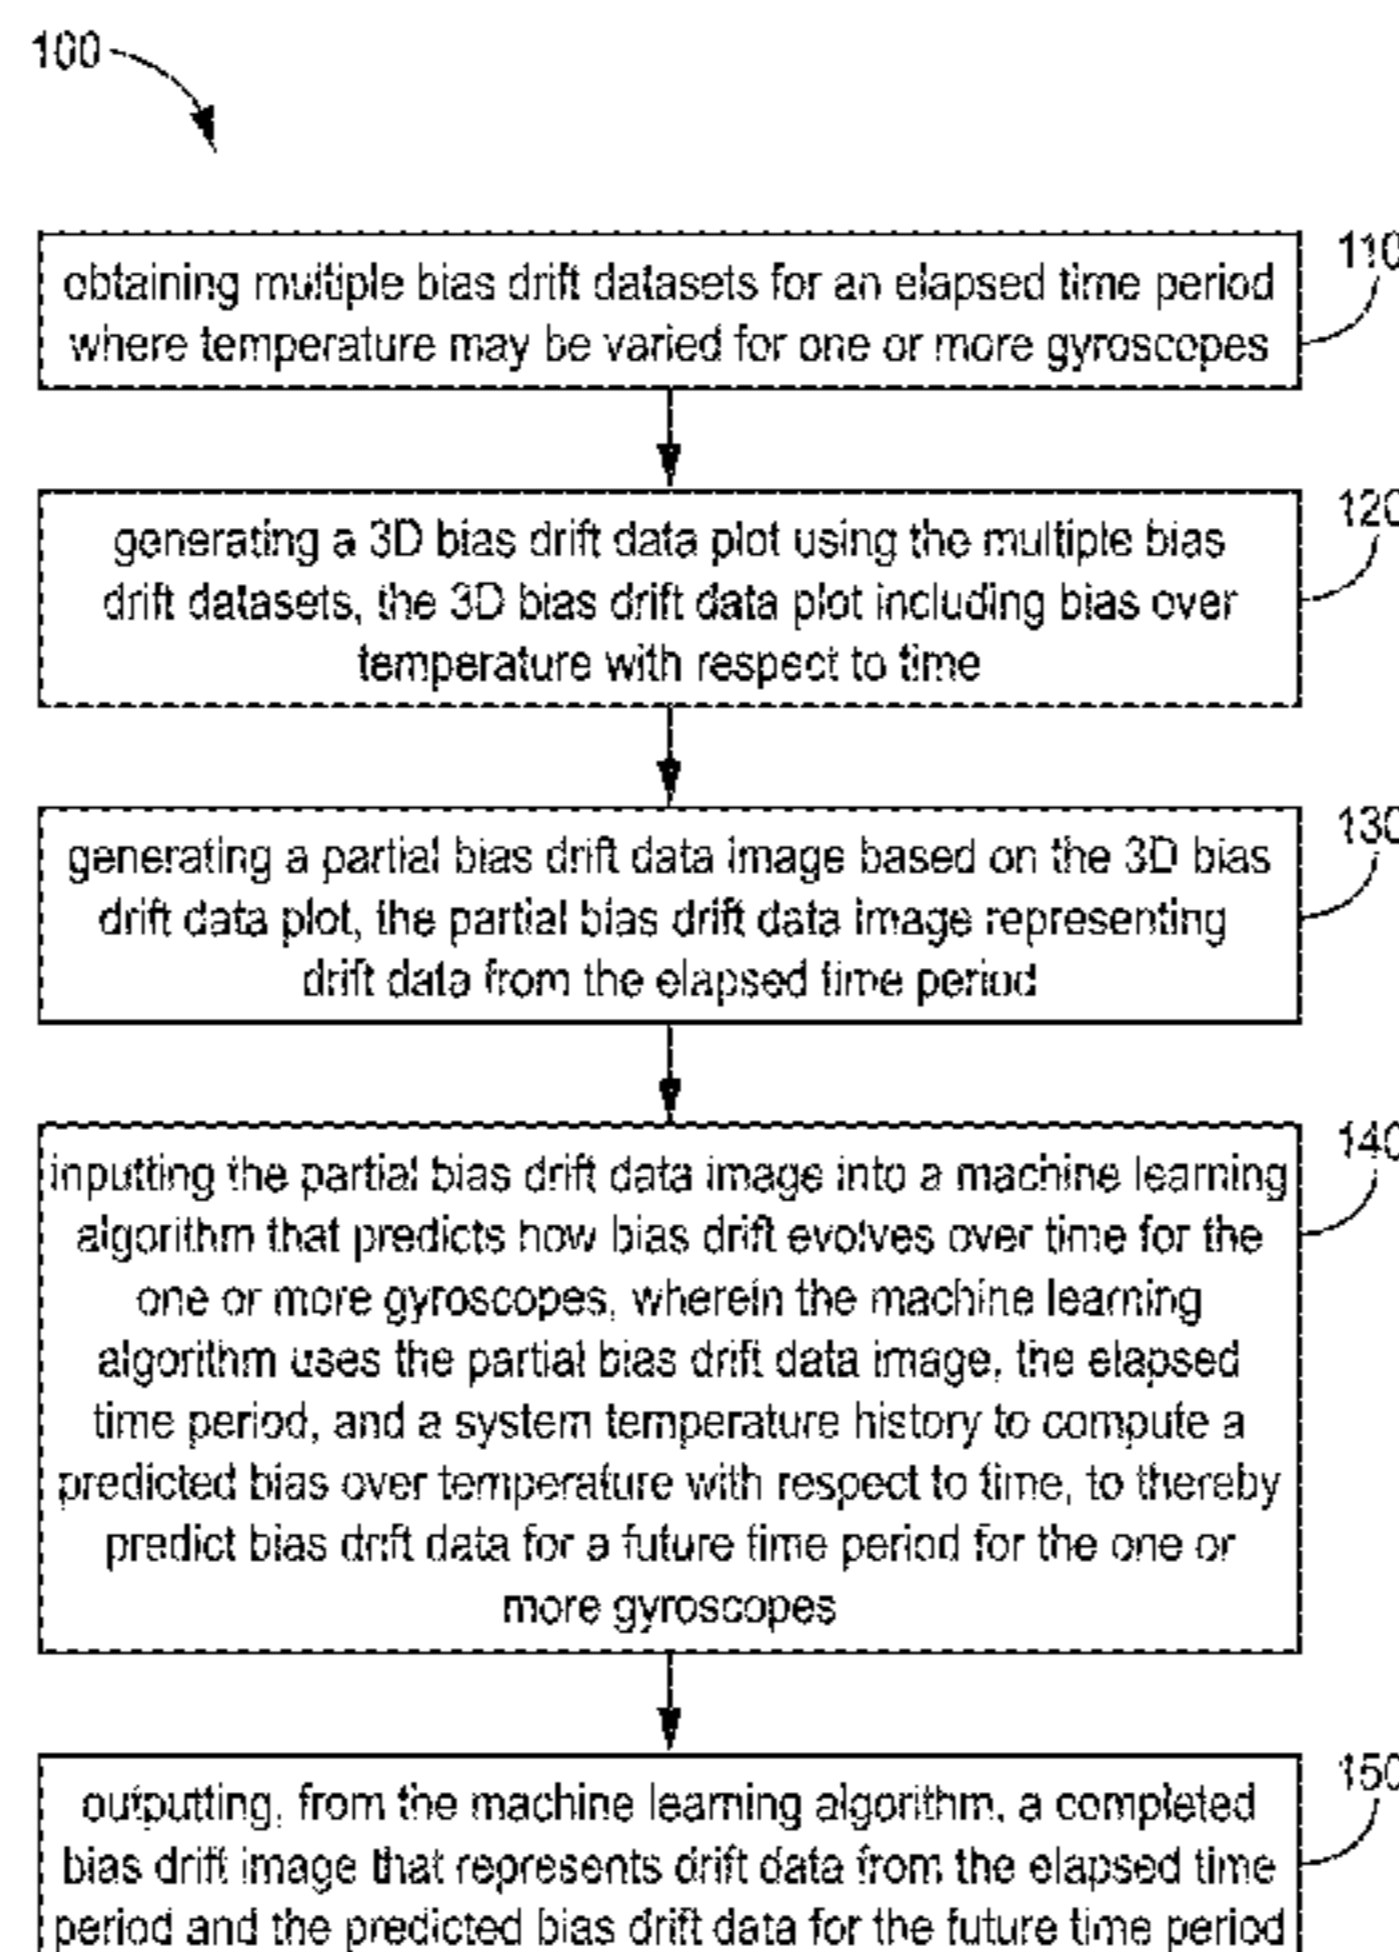 100
110
obtaining multiple bias drift datasets for an elapsed time period
where temperature may be varied for one or more gyroscopes
120
generating a 3D bias drift data plot using the multiple bias
drift datasets, the 3D bias drift data plot including bias over
temperature with respect to time
130
generating a partial bias drift data image based on the 3D bias
drift data plot, the partial bias drift data image representing
drift data from the elapsed time period
140
inputting the partial bias drift data image into a machine learning
algorithm that predicts how bias drift evolves over time for the
one or more gyroscopes, wherein the machine learning
algorithm uses the partial bias drift data image, the elapsed
time period, and a system temperature history to compute a
predicted bias over temperature with respect to time, to thereby
predict bias drift data for a future time period for the one or
more gyroscopes
150
outputting, from the machine learning algorithm, a completed
bias drift image that represents drift data from the elapsed time
period and the predicted bias drift data for the future time period